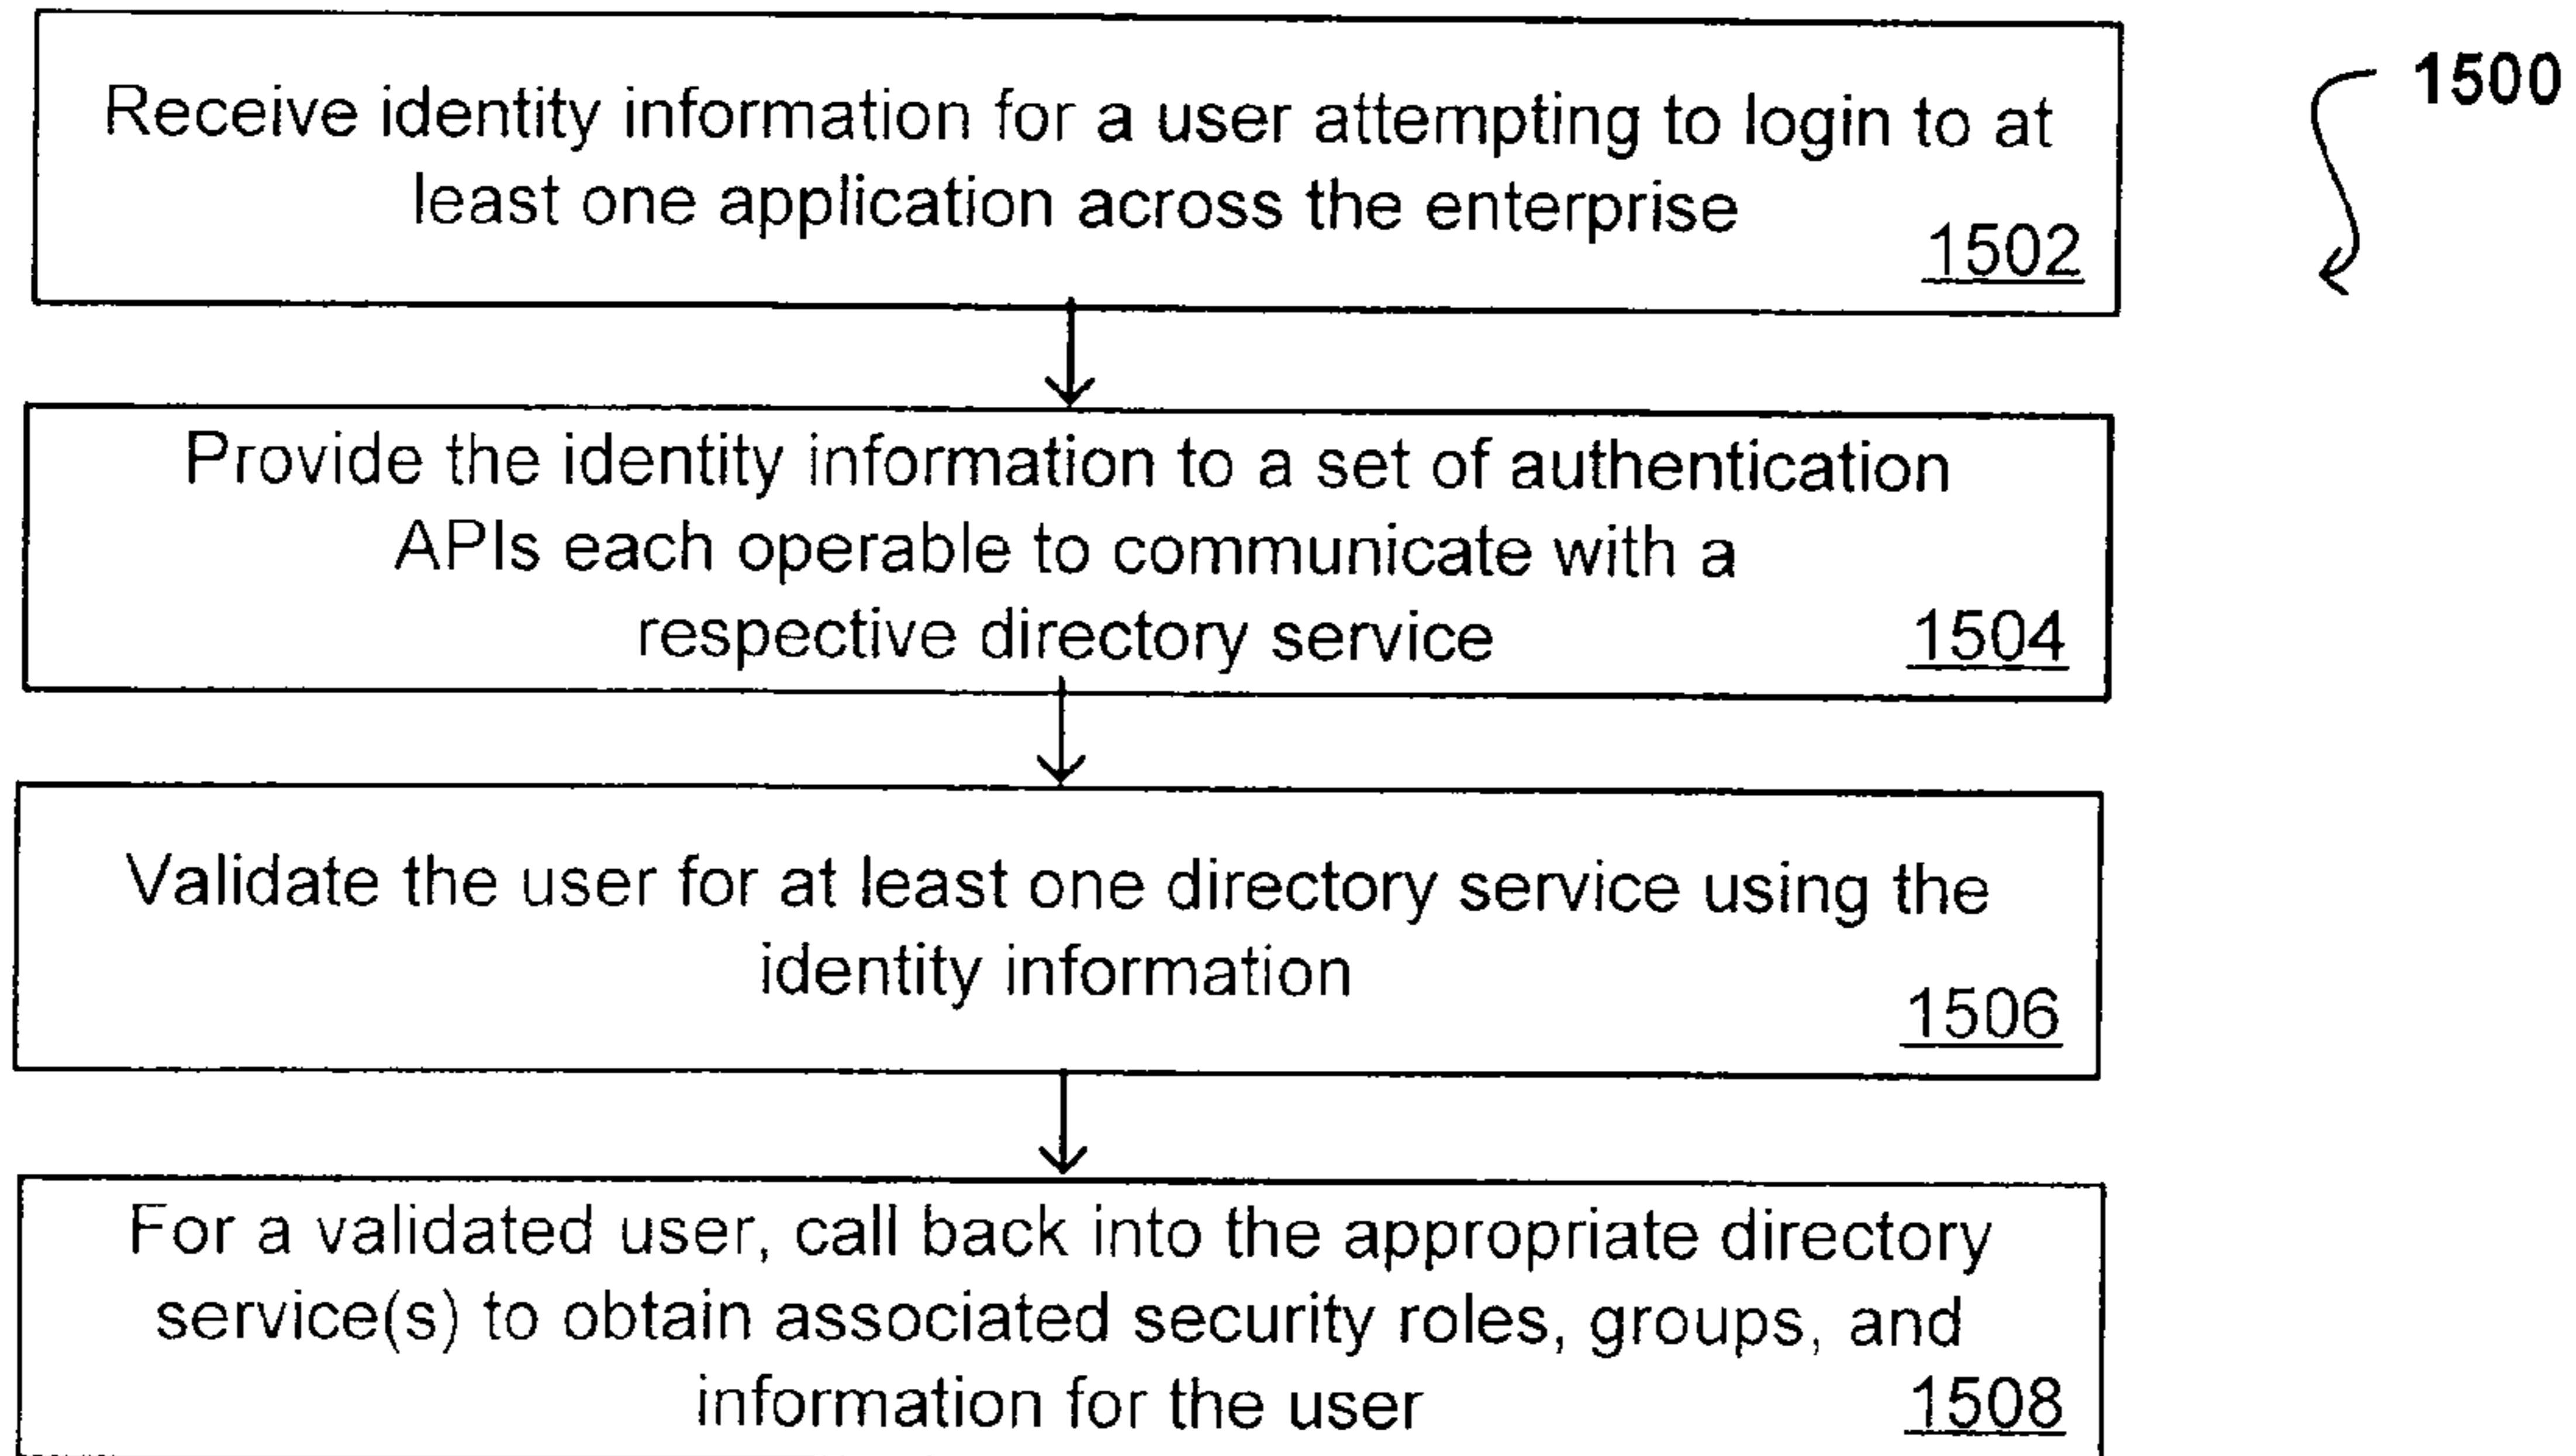 Receive identity information for a user attempting to login to at
least one application across the enterprise
1502
1500
Provide the identity information to a set of authentication
APIs each operable to communicate with a
respective directory service
1504
Validate the user for at least one directory service using the
identity information
1506
For a validated user, call back into the appropriate directory
service(s) to obtain associated security roles, groups, and
information for the user
1508